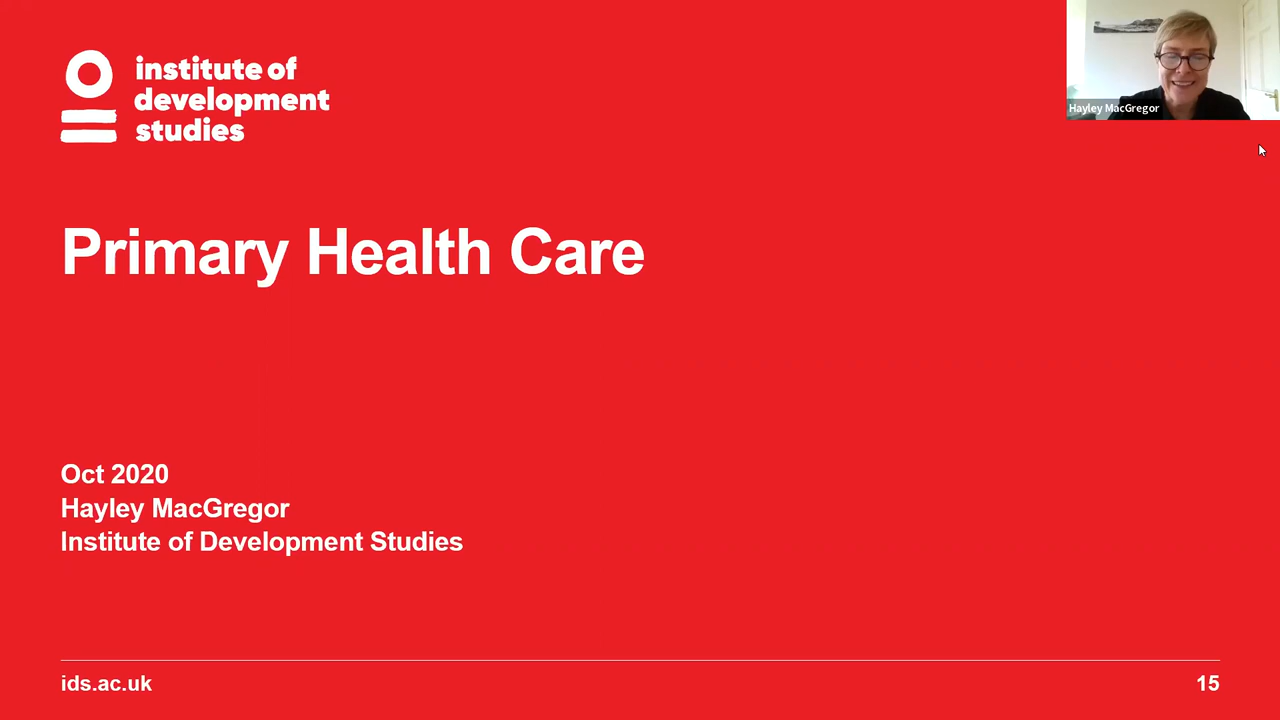 institute of
development
studies
Hayley MacGregor
Primary Health Care
Oct 2020
Hayley MacGregor
Institute of Development Studies
ids.ac.uk
15